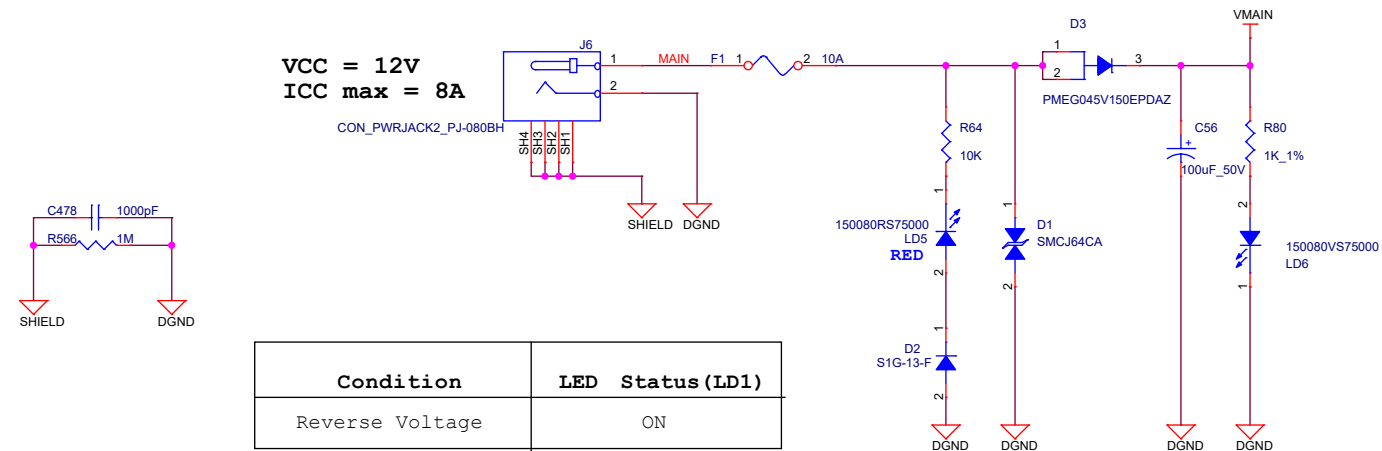 VMAIN
D3
J6
VCC = 12V
ICC max = 8A
1
MAIN
F1
1
2
10A
1
2
3
2
PMEG045V150EPDAZ
CON_PWRJACK2_PJ-080BH
SH4
SH3
SH2
SH1
R64
10K
C56
+
100uF_50V
R80
1K_1%
C478
1000pF
R566
1M
SHIELD
DGND
SHIELD
DGND
1
150080RS75000
LD5
RED
2
1
D1
SMCJ64CA
2
2
150080VS75000
LD6
1
1
D2
S1G-13-F
2
DGND
DGND
DGND
DGND
Condition LED Status(LD1)
Reverse Voltage ON